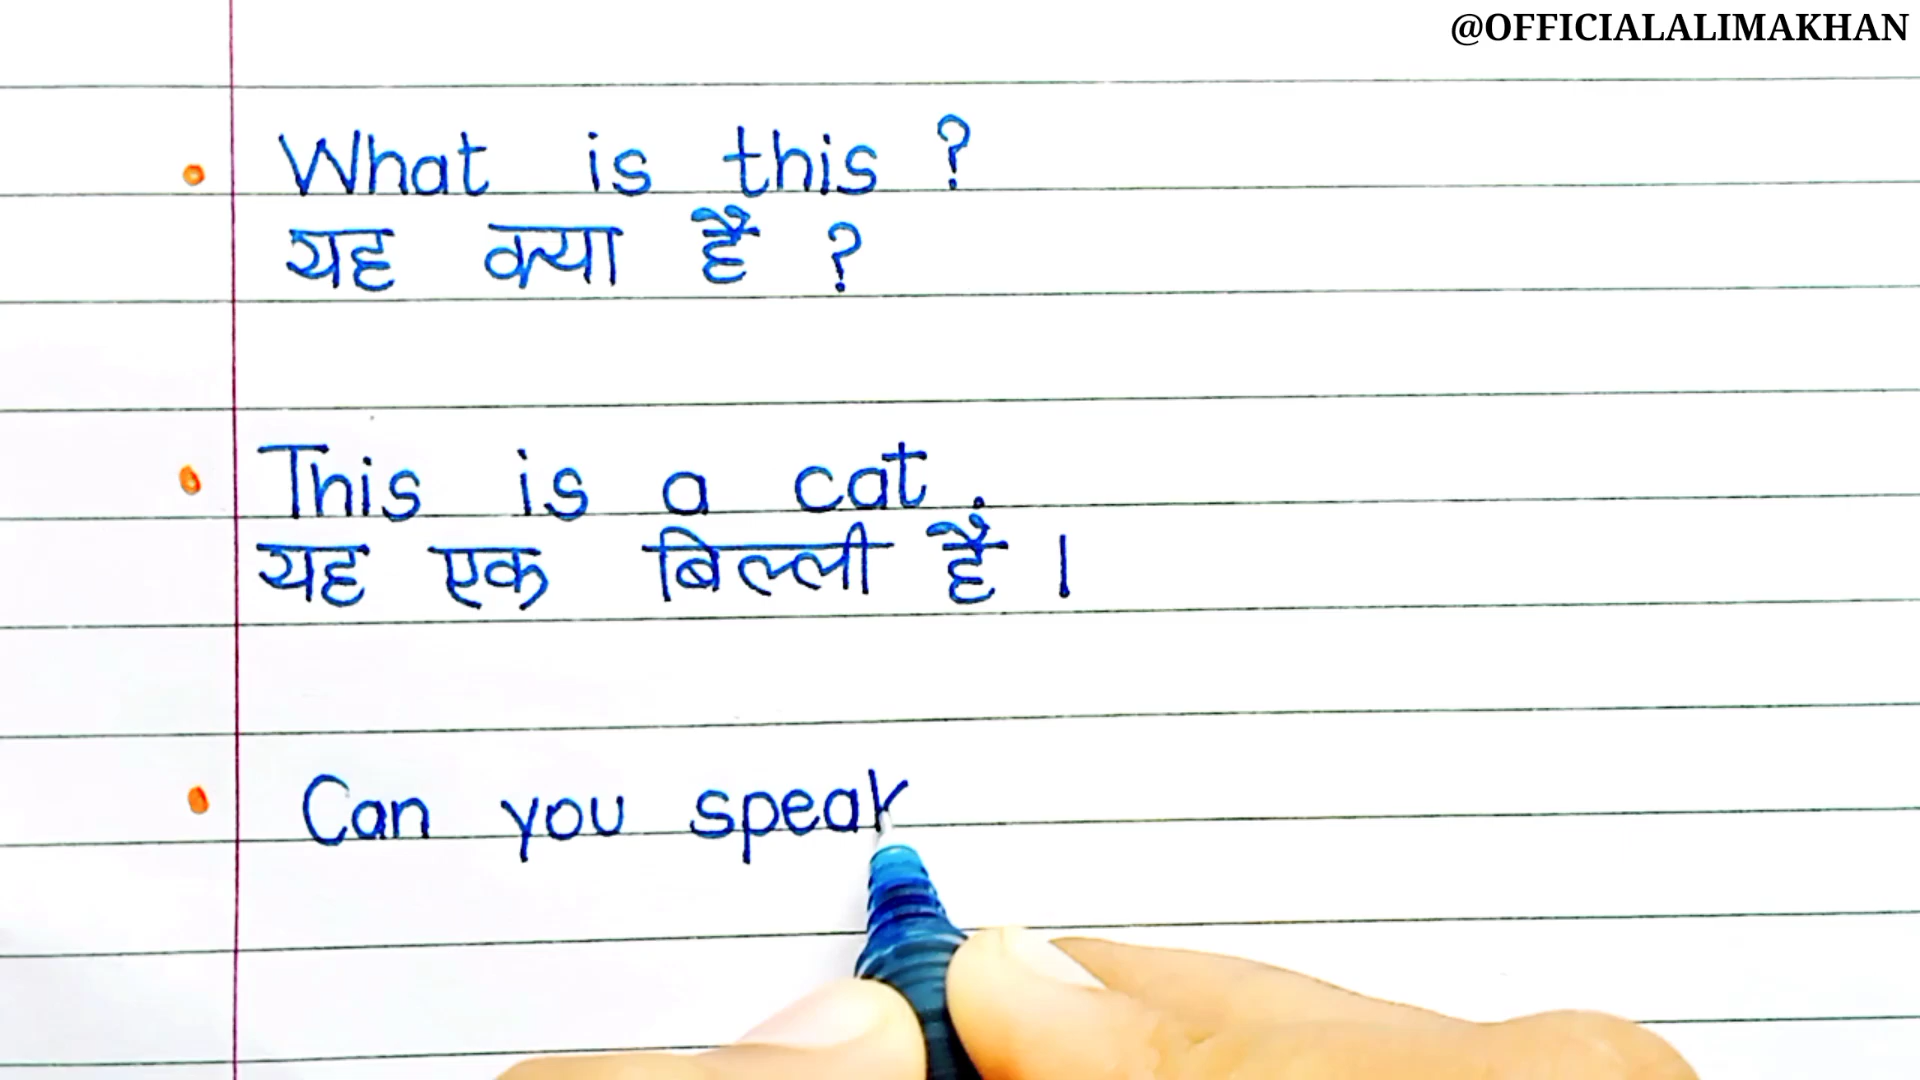 @OFFICIALALIMAKHAN
What is this ?
यह क्या हैं ?
This is a cat .
यह एक बिल्ली हैं ।
Can you speak